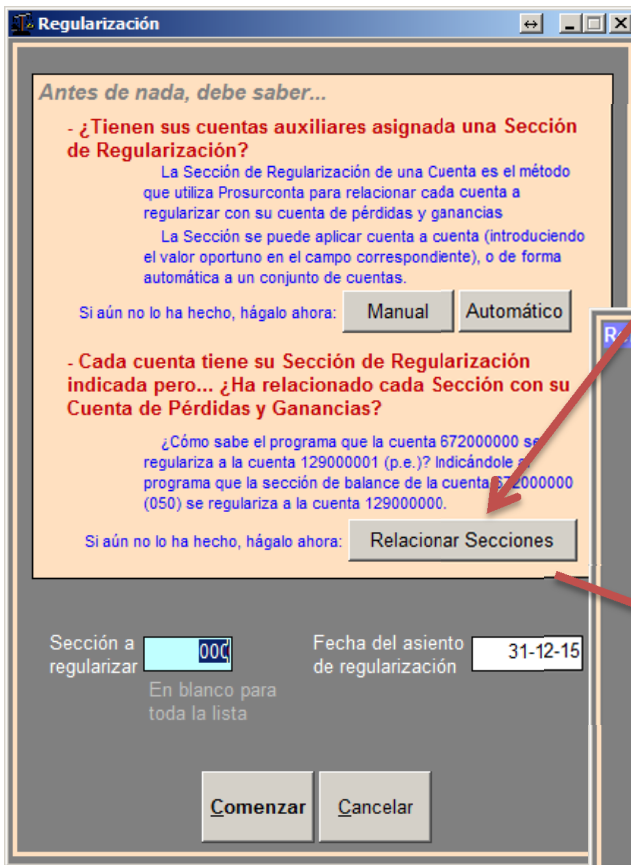 Regularización
Antes de nada, debe saber...
- ¿Tienen sus cuentas auxiliares asignada una Sección
de Regularización?
La Sección de Regularización de una Cuenta es el método
que utiliza Prosurconta para relacionar cada cuenta a
regularizar con su cuenta de pérdidas y ganancias
La Sección se puede aplicar cuenta a cuenta (introduciendo
el valor oportuno en el campo correspondiente), o de forma
automática a un conjunto de cuentas.
Si aún no lo ha hecho, hágalo ahora: Manual Automático
- Cada cuenta tiene su Sección de Regularización
indicada pero... ¿Ha relacionado cada Sección con su
Cuenta de Pérdidas y Ganancias?
¿Cómo sabe el programa que la cuenta 672000000 se
regulariza a la cuenta 129000001 (p.e.)? Indicándole al
programa que la sección de balance de la cuenta 672000000
(050) se regulariza a la cuenta 129000000.
Si aún no lo ha hecho, hágalo ahora: Relacionar Secciones
Sección a
regularizar 000
En blanco para
toda la lista
Fecha del asiento
de regularización 31-12-15
Comenzar Cancelar